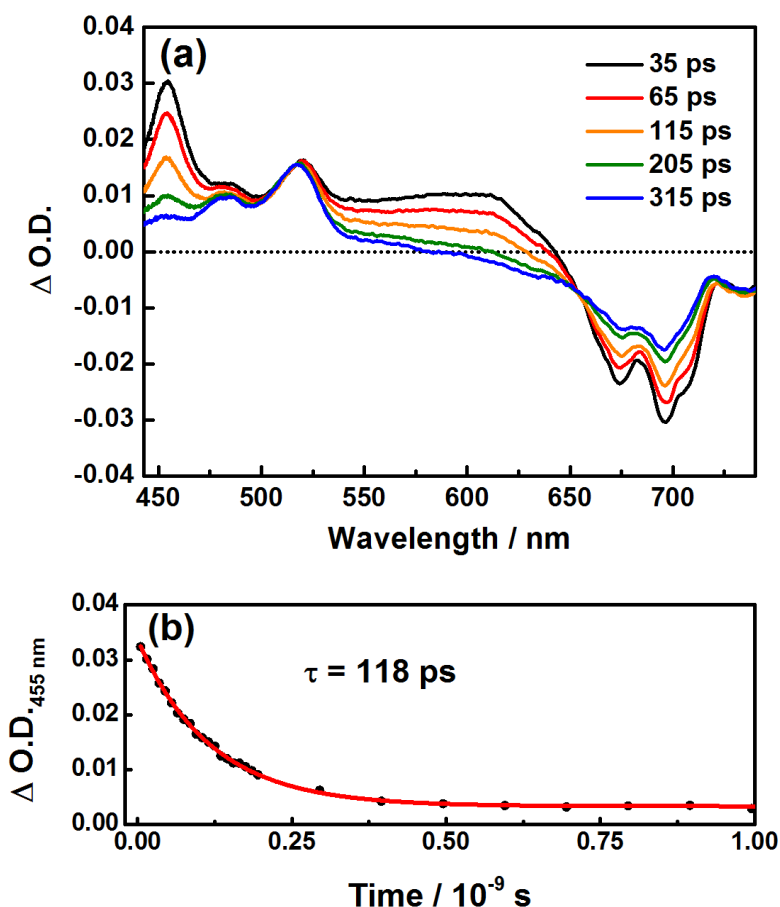 0.04
(a)
35 ps
0.03
65 ps
0.02
115 ps
205 ps
0.01
315 ps
0.00
Δ O.D.
-0.01
-0.02
-0.03
-0.04
450 500 550 600 650 700
Wavelength / nm
0.04
(b)
0.03
τ = 118 ps
0.02
0.01
0.00
Δ O.D.455 nm
0.00 0.25 0.50 0.75 1.00
Time / 10⁻⁹ s